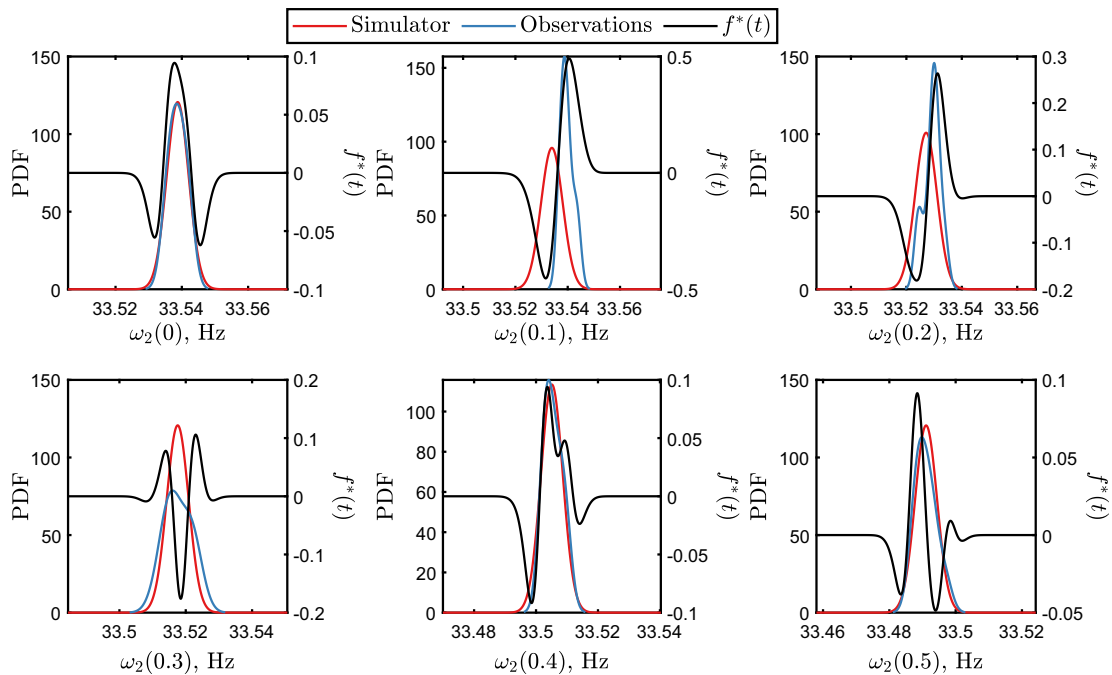 Simulator Observations f*(t)
150 0.1 0.5 150 0.3
100 0.05 150 0.2
100 0 100 0.1
50 -0.05 50 0 50 -0.1
0 -0.1 0 -0.5 0 -0.2
PDF f*(t) PDF f*(t) PDF f*(t)
33.52 33.54 33.56 33.5 33.52 33.54 33.56 33.5 33.52 33.54 33.56
ω₂(0), Hz ω₂(0.1), Hz ω₂(0.2), Hz
150 0.2 100 0.1 150 0.1
125 0.1 80 0.05 125
100 0 60 0 100 0.05
75 40 75
50 -0.1 20 -0.05 50 0
25 25
0 -0.2 0 -0.1 0 -0.05
PDF f*(t) PDF f*(t) PDF f*(t)
33.5 33.52 33.54 33.48 33.5 33.52 33.54 33.46 33.48 33.5 33.52
ω₂(0.3), Hz ω₂(0.4), Hz ω₂(0.5), Hz